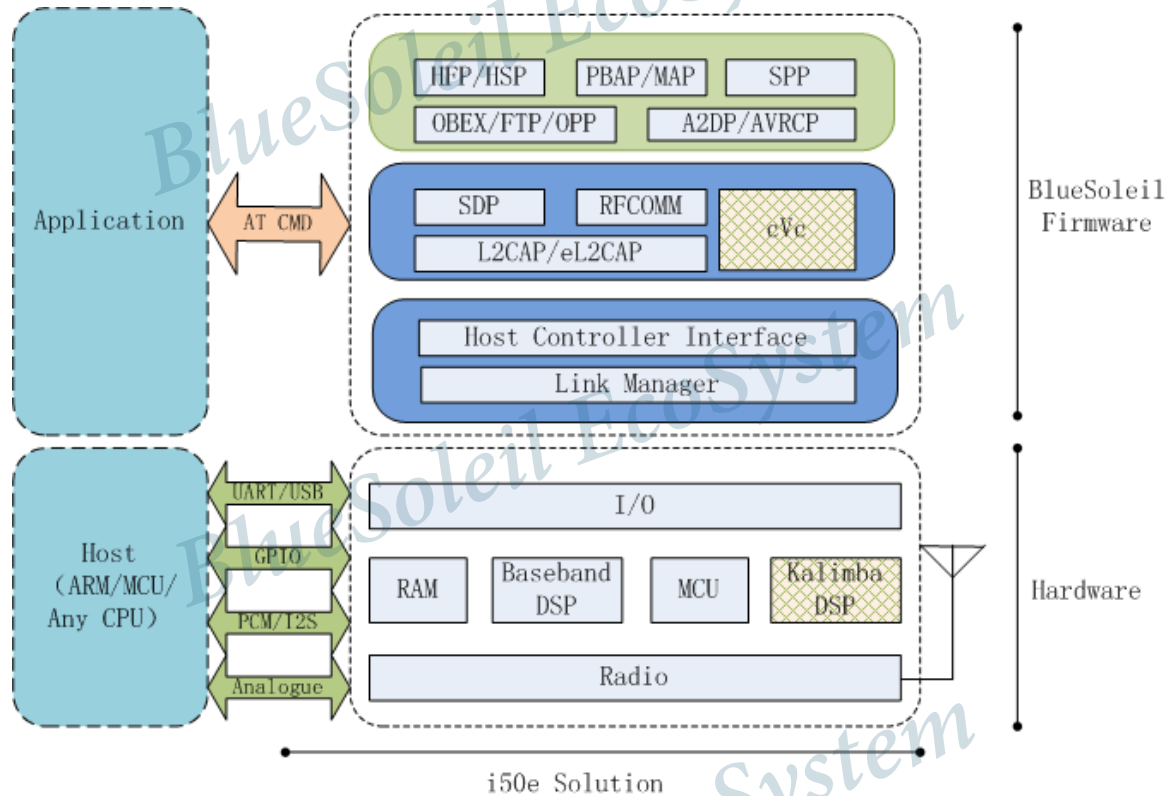 BlueSoleil EcoSystem
HFP/HSP
PBAP/MAP
SPP
OBEX/FTP/OPP
A2DP/AVRCP
Application
AT CMD
SDP
RFCOMM
cVc
L2CAP/eL2CAP
BlueSoleil
Firmware
Host Controller Interface
Link Manager
BlueSoleil EcoSystem
UART/USB
I/O
Host
（ARM/MCU/
Any CPU）
GPIO
RAM
Baseband
DSP
MCU
Kalimba
DSP
Hardware
PCM/I2S
Analogue
Radio
i50e Solution
System